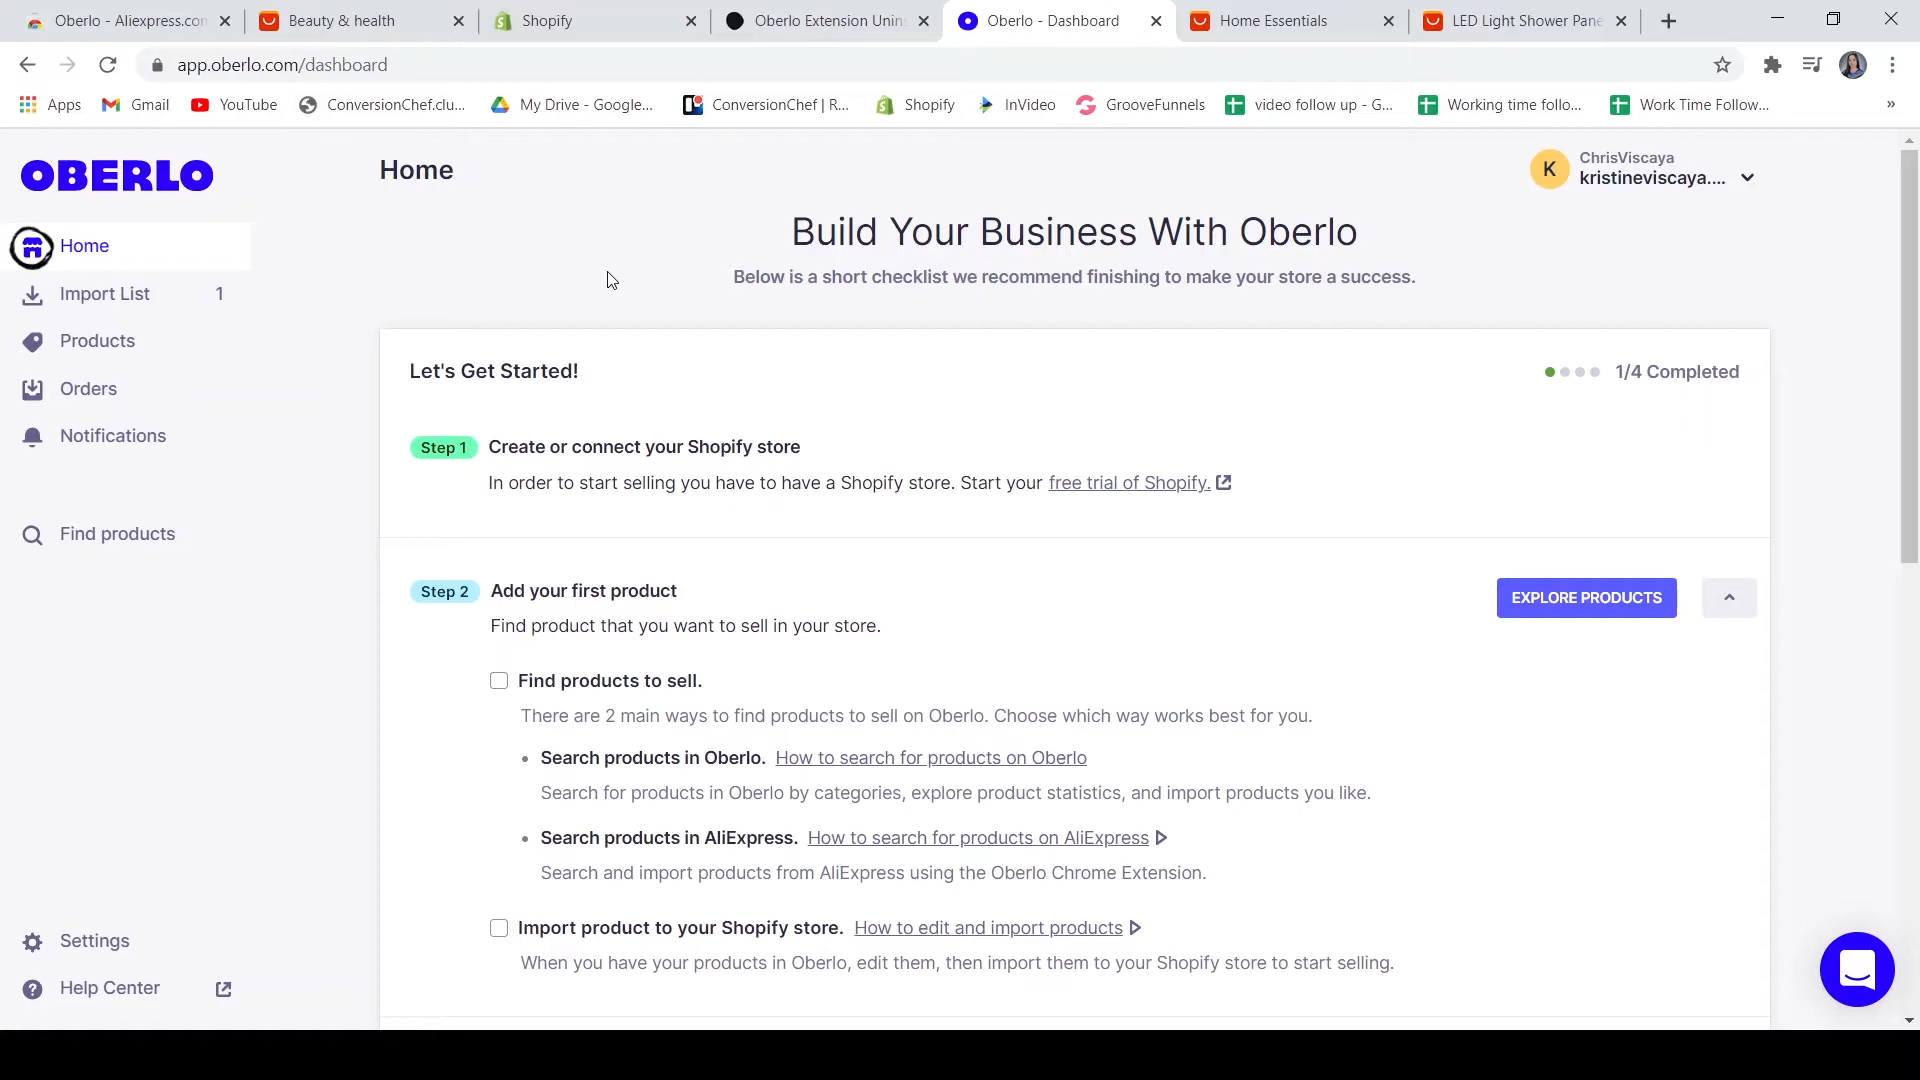 Oberlo - Aliexpress.con
Beauty & health
Shopify
Oberlo Extension Unins
Oberlo - Dashboard
Home Essentials
LED Light Shower Pane
app.oberlo.com/dashboard
Apps
Gmail
YouTube
ConversionChef.clu...
My Drive - Google...
ConversionChef | R...
Shopify
InVideo
GrooveFunnels
video follow up - G...
Working time follo...
Work Time Follow...
»
OBERLO
Home
Import List 1
Products
Orders
Notifications
Find products
Settings
Help Center
Home
K
ChrisViscaya
kristineviscaya....
Build Your Business With Oberlo
Below is a short checklist we recommend finishing to make your store a success.
Let's Get Started!
1/4 Completed
Step 1 Create or connect your Shopify store
In order to start selling you have to have a Shopify store. Start your free trial of Shopify.
Step 2 Add your first product
Find product that you want to sell in your store.
EXPLORE PRODUCTS
Find products to sell.
There are 2 main ways to find products to sell on Oberlo. Choose which way works best for you.
• Search products in Oberlo. How to search for products on Oberlo
Search for products in Oberlo by categories, explore product statistics, and import products you like.
• Search products in AliExpress. How to search for products on AliExpress
Search and import products from AliExpress using the Oberlo Chrome Extension.
Import product to your Shopify store. How to edit and import products
When you have your products in Oberlo, edit them, then import them to your Shopify store to start selling.